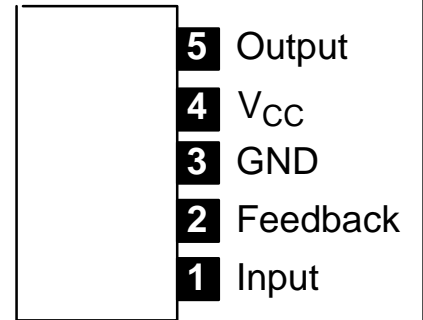 5 Output
4 VCC
3 GND
2 Feedback
1 Input